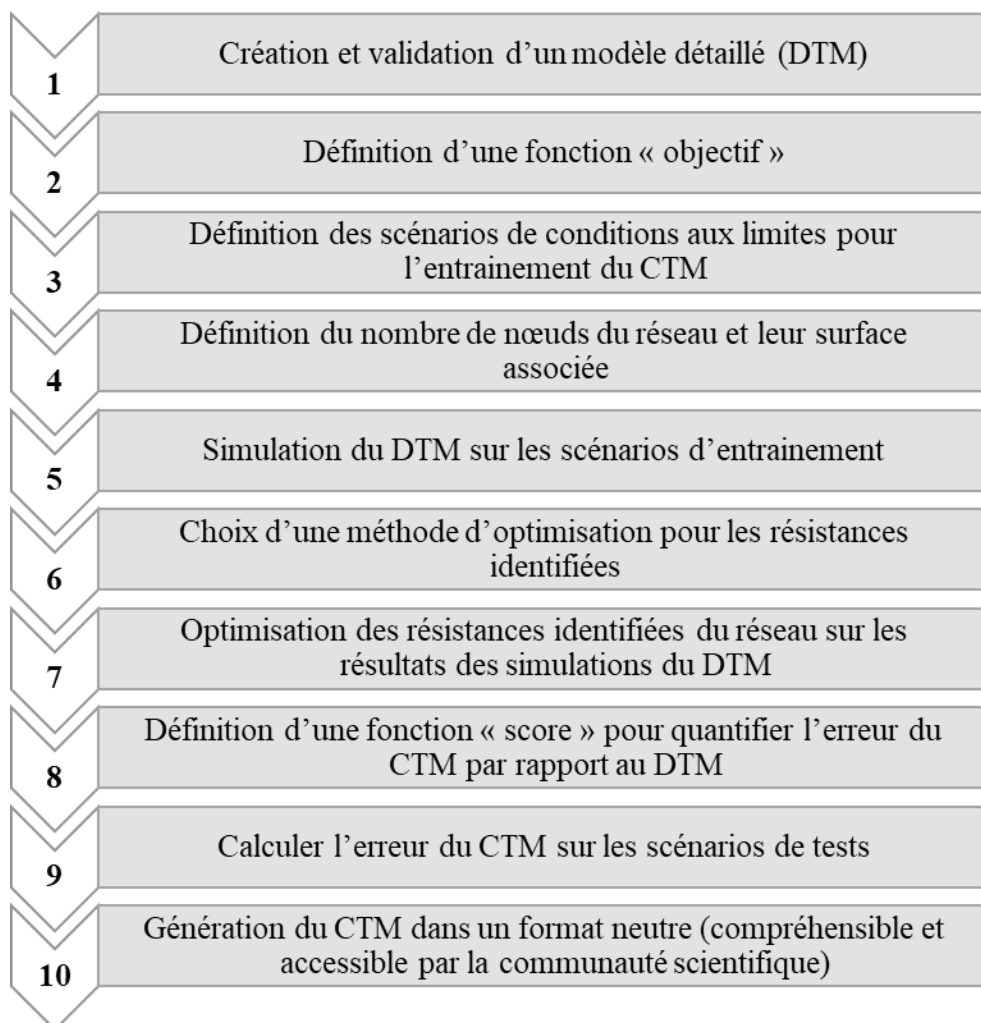 1
Création et validation d’un modèle détaillé (DTM)
2
Définition d’une fonction « objectif »
3
Définition des scénarios de conditions aux limites pour
l’entrainement du CTM
4
Définition du nombre de nœuds du réseau et leur surface
associée
5
Simulation du DTM sur les scénarios d’entrainement
6
Choix d’une méthode d’optimisation pour les résistances
identifiées
7
Optimisation des résistances identifiées du réseau sur les
résultats des simulations du DTM
8
Définition d’une fonction « score » pour quantifier l’erreur du
CTM par rapport au DTM
9
Calculer l’erreur du CTM sur les scénarios de tests
10
Génération du CTM dans un format neutre (compréhensible et
accessible par la communauté scientifique)